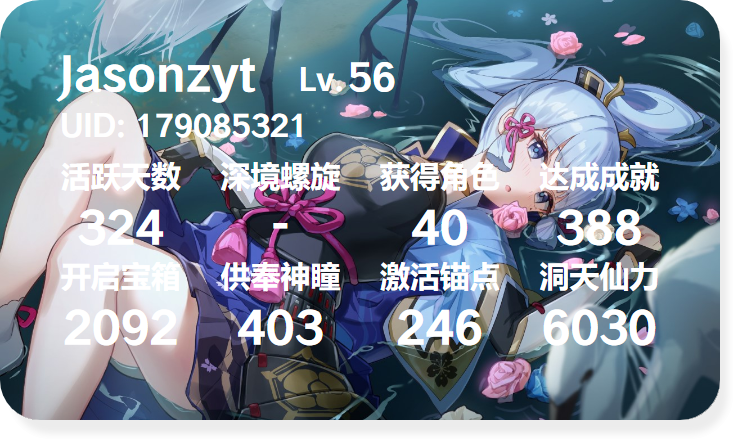 Jasonzyt Lv.56
UID: 179085321
活跃天数 深境螺旋 获得角色 达成成就
324 - 40 388
开启宝箱 供奉神瞳 激活锚点 洞天仙力
2092 403 246 6030